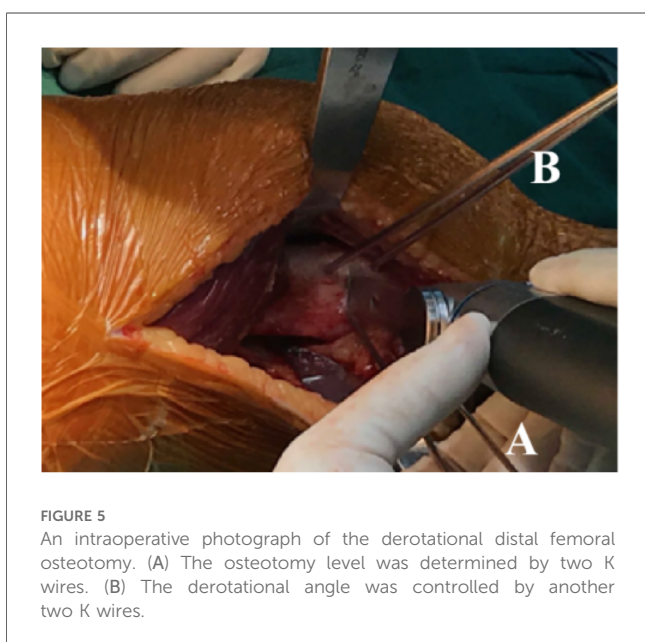 B
A
FIGURE 5
An intraoperative photograph of the derotational distal femoral
osteotomy. (A) The osteotomy level was determined by two K
wires. (B) The derotational angle was controlled by another
two K wires.